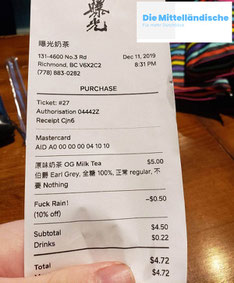 Die Mittelländische
曝光
曝光奶茶
131-4600 No.3 Rd Dec 11, 2019
Richmond, BC V6X2C2 8:31 PM
(778) 883-0282
PURCHASE
Ticket: #27
Authorisation 044422
Receipt Cjn6
Mastercard
AID A0 00 00 00 04 10 10
原味奶茶 OG Milk Tea $5.00
伯爵 Earl Grey, 全糖 100%, 正常 regular, 不
要 Nothing
Fuck Rain! –$0.50
(10% off)
Subtotal $4.50
Drinks $0.22
Total $4.72
$4.72